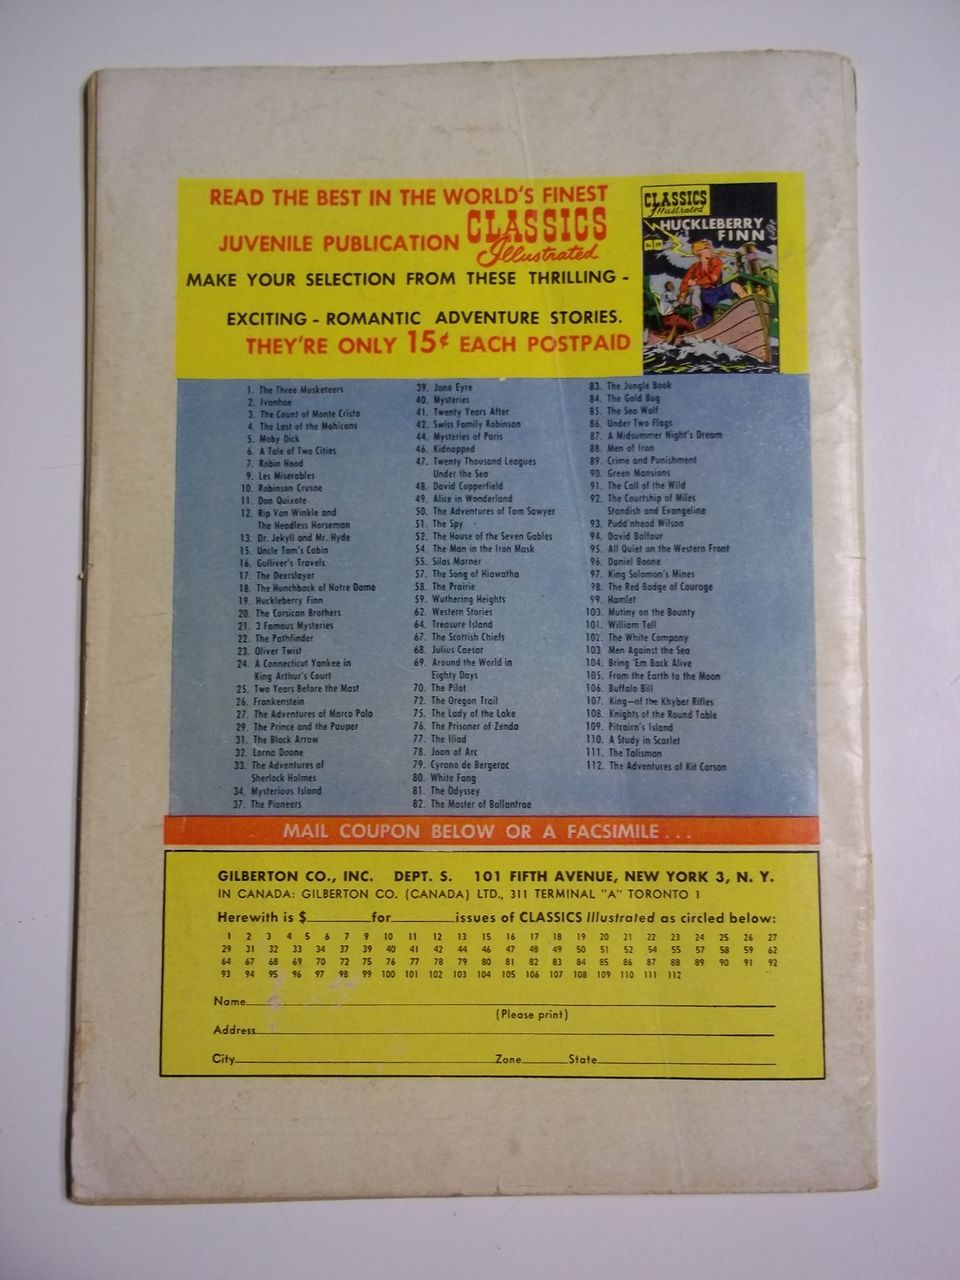 READ THE BEST IN THE WORLD'S FINEST
JUVENILE PUBLICATION CLASSICS Illustrated
MAKE YOUR SELECTION FROM THESE THRILLING -
EXCITING - ROMANTIC ADVENTURE STORIES.
THEY'RE ONLY 15¢ EACH POSTPAID
CLASSICS
Illustrated
HUCKLEBERRY
FINN
1. The Three Musketeers
2. Ivanhoe
3. The Count of Monte Cristo
4. The Last of the Mohicans
5. Moby Dick
6. A Tale of Two Cities
7. Robin Hood
9. Les Miserables
10. Robinson Crusoe
11. Don Quixote
12. Rip Van Winkle and
The Headless Horseman
13. Dr. Jekyll and Mr. Hyde
15. Uncle Tom's Cabin
16. Gulliver's Travels
17. The Deerslayer
18. The Hunchback of Notre Dame
19. Huckleberry Finn
20. The Corsican Brothers
21. 3 Famous Mysteries
22. The Pathfinder
23. Oliver Twist
24. A Connecticut Yankee in
King Arthur's Court
25. Two Years Before the Mast
26. Frankenstein
27. The Adventures of Marco Polo
29. The Prince and the Pauper
31. The Black Arrow
32. Lorna Doone
33. The Adventures of
Sherlock Holmes
34. Mysterious Island
37. The Pioneers
39. Jane Eyre
40. Mysteries
41. Twenty Years After
42. Swiss Family Robinson
44. Mysteries of Paris
46. Kidnapped
47. Twenty Thousand Leagues
Under the Sea
48. David Copperfield
49. Alice in Wonderland
50. The Adventures of Tom Sawyer
51. The Spy
52. The House of the Seven Gables
54. The Man in the Iron Mask
55. Silas Marner
57. The Song of Hiawatha
58. The Prairie
59. Wuthering Heights
62. Western Stories
64. Treasure Island
67. The Scottish Chiefs
68. Julius Caesar
69. Around the World in
Eighty Days
70. The Pilot
72. The Oregon Trail
75. The Lady of the Lake
76. The Prisoner of Zenda
77. The Iliad
78. Joan of Arc
79. Cyrano de Bergerac
80. White Fang
81. The Odyssey
82. The Master of Ballantrae
83. The Jungle Book
84. The Gold Bug
85. The Sea Wolf
86. Under Two Flags
87. A Midsummer Night's Dream
88. Men of Iron
89. Crime and Punishment
90. Green Mansions
91. The Call of the Wild
92. The Courtship of Miles
Standish and Evangeline
93. Pudd'nhead Wilson
94. David Balfour
95. All Quiet on the Western Front
96. Daniel Boone
97. King Solomon's Mines
98. The Red Badge of Courage
99. Hamlet
100. Mutiny on the Bounty
101. William Tell
102. The White Company
103 Men Against the Sea
104. Bring 'Em Back Alive
105. From the Earth to the Moon
106. Buffalo Bill
107. King—of the Khyber Rifles
108. Knights of the Round Table
109. Pitcairn's Island
110. A Study in Scarlet
111. The Talisman
112. The Adventures of Kit Carson
MAIL COUPON BELOW OR A FACSIMILE . . .
GILBERTON CO., INC. DEPT. S. 101 FIFTH AVENUE, NEW YORK 3, N. Y.
IN CANADA: GILBERTON CO. (CANADA) LTD., 311 TERMINAL "A" TORONTO 1
Herewith is $________for________issues of CLASSICS Illustrated as circled below:
1 2 3 4 5 6 7 9 10 11 12 13 15 16 17 18 19 20 21 22 23 24 25 26 27
29 31 32 33 34 37 39 40 41 42 44 46 47 48 49 50 51 52 54 55 57 58 59 62
64 67 68 69 70 72 75 76 77 78 79 80 81 82 83 84 85 86 87 88 89 90 91 92
93 94 95 96 97 98 99 100 101 102 103 104 105 106 107 108 109 110 111 112
Name
(Please print)
Address
City Zone State